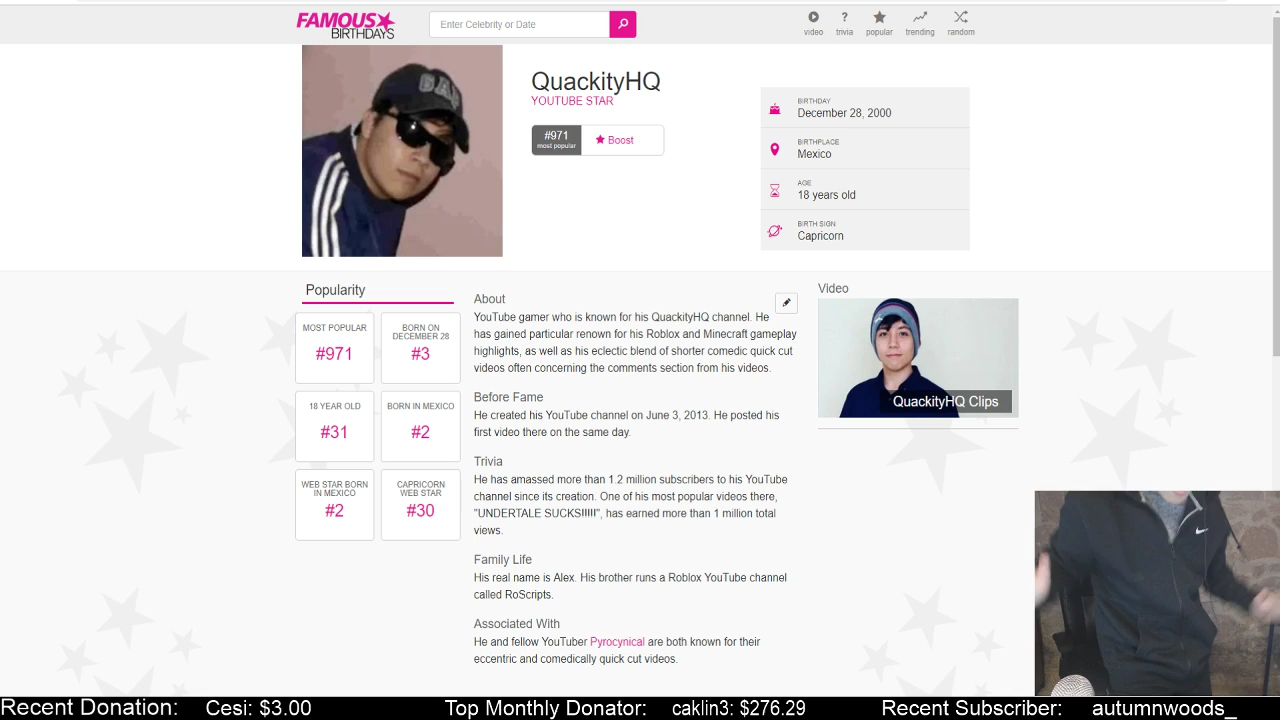 FAMOUS
BIRTHDAYS
Enter Celebrity or Date
video
trivia
popular
trending
random
GAP
QuackityHQ
YOUTUBE STAR
#971
most popular
Boost
BIRTHDAY
December 28, 2000
BIRTHPLACE
Mexico
AGE
18 years old
BIRTH SIGN
Capricorn
Popularity
MOST POPULAR
#971
BORN ON
DECEMBER 28
#3
18 YEAR OLD
#31
BORN IN MEXICO
#2
WEB STAR BORN
IN MEXICO
#2
CAPRICORN
WEB STAR
#30
About
YouTube gamer who is known for his QuackityHQ channel. He
has gained particular renown for his Roblox and Minecraft gameplay
highlights, as well as his eclectic blend of shorter comedic quick cut
videos often concerning the comments section from his videos.
Before Fame
He created his YouTube channel on June 3, 2013. He posted his
first video there on the same day.
Trivia
He has amassed more than 1.2 million subscribers to his YouTube
channel since its creation. One of his most popular videos there,
"UNDERTALE SUCKS!!!!!", has earned more than 1 million total
views.
Family Life
His real name is Alex. His brother runs a Roblox YouTube channel
called RoScripts.
Associated With
He and fellow YouTuber Pyrocynical are both known for their
eccentric and comedically quick cut videos.
Video
QuackityHQ Clips
Recent Donation: Cesi: $3.00 Top Monthly Donator: caklin3: $276.29 Recent Subscriber: autumnwoods_